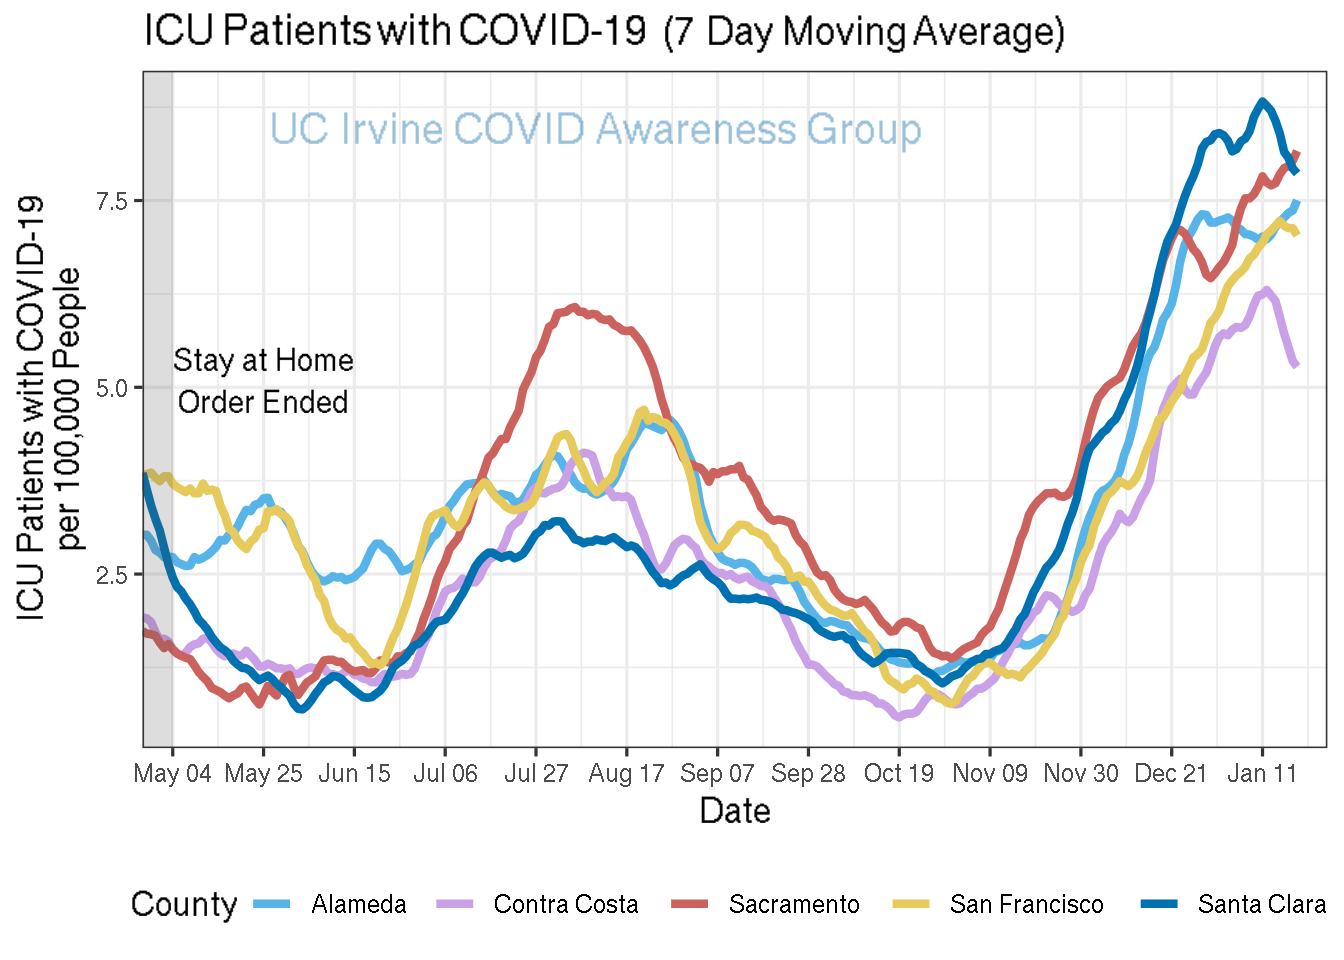 ICU Patients with COVID-19 (7 Day Moving Average)
UC Irvine COVID Awareness Group
ICU Patients with COVID-19
per 100,000 People
7.5
5.0
2.5
Stay at Home
Order Ended
May 04 May 25 Jun 15 Jul 06 Jul 27 Aug 17 Sep 07 Sep 28 Oct 19 Nov 09 Nov 30 Dec 21 Jan 11
Date
County Alameda Contra Costa Sacramento San Francisco Santa Clara